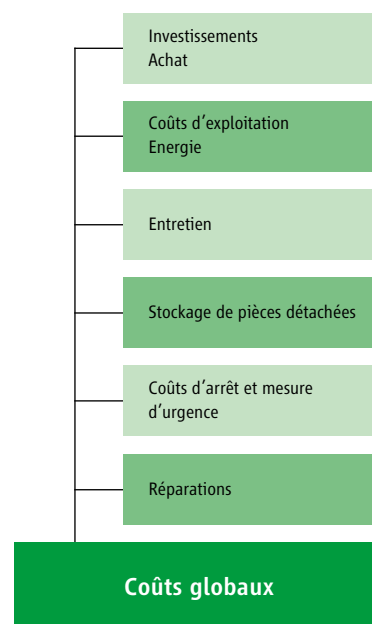 Investissements
Achat
Coûts d’exploitation
Energie
Entretien
Stockage de pièces détachées
Coûts d’arrêt et mesure
d’urgence
Réparations
Coûts globaux